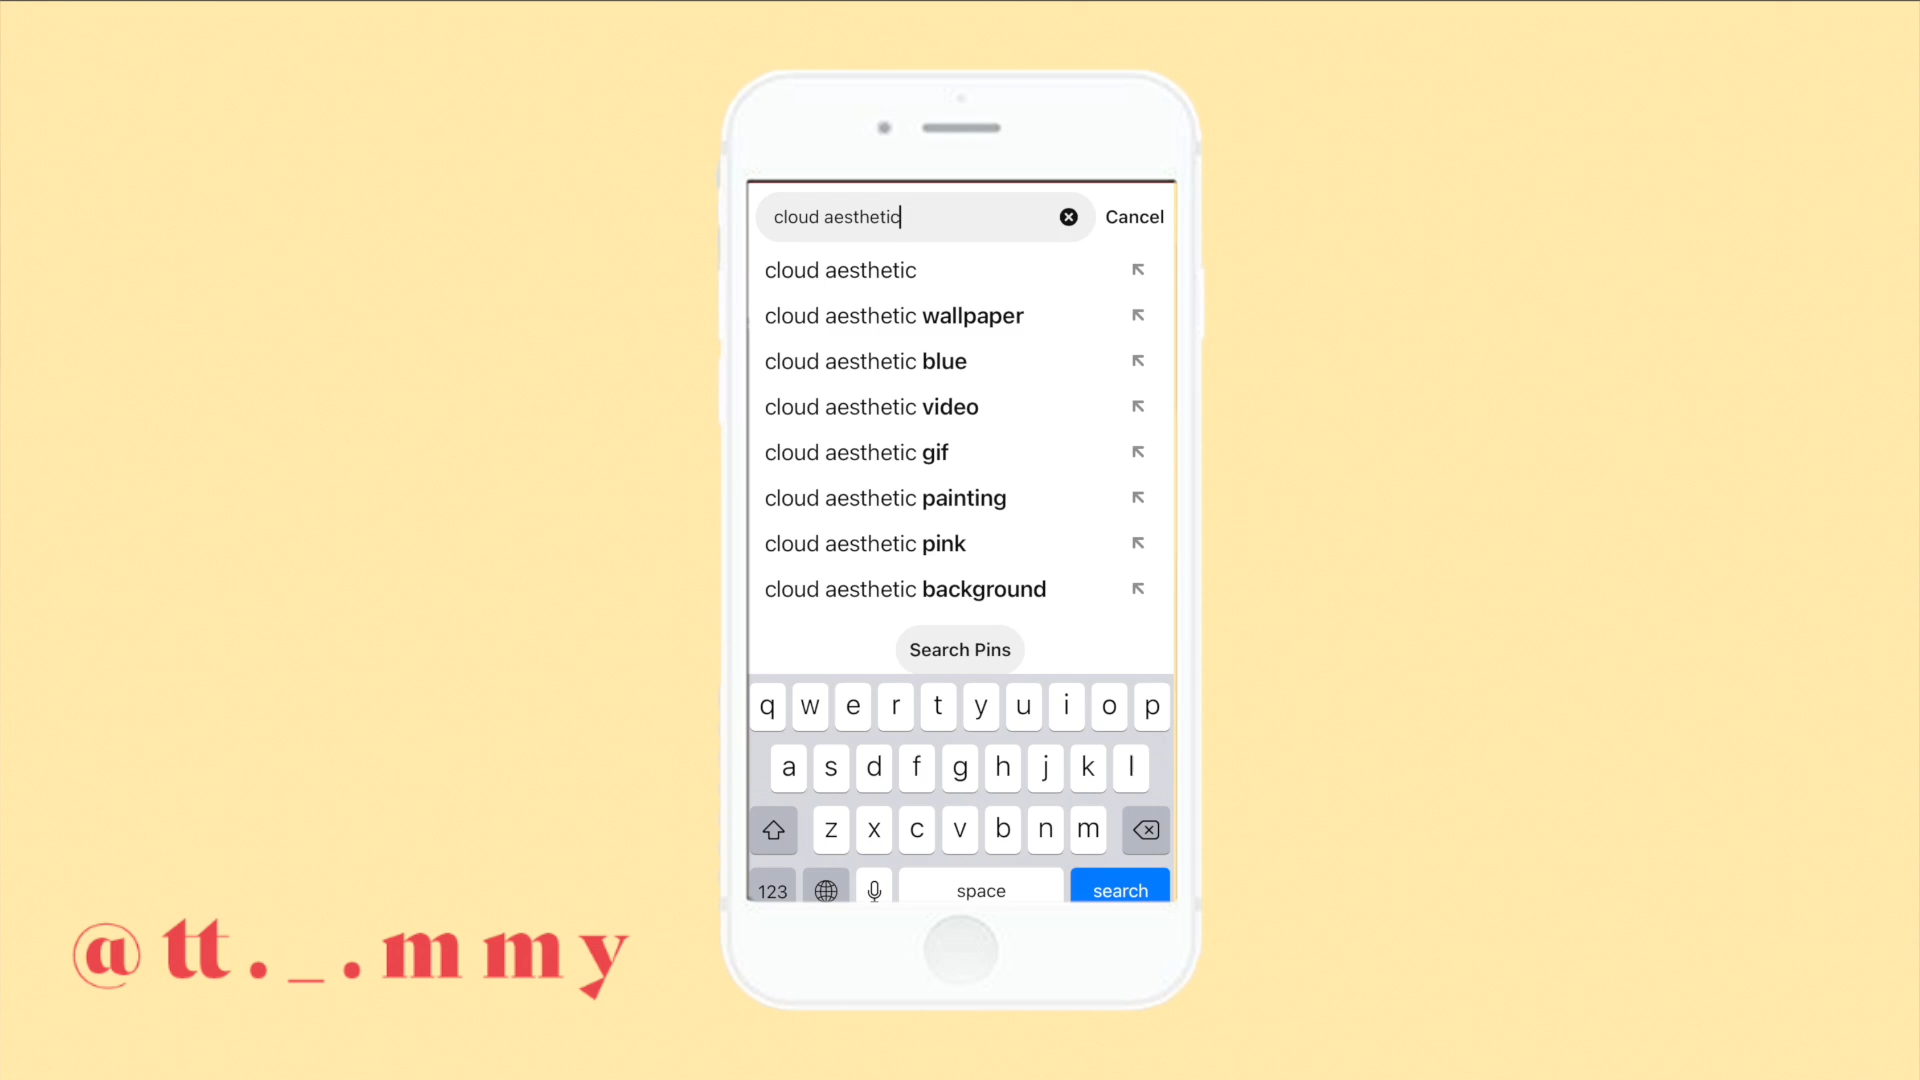 cloud aesthetic
Cancel
cloud aesthetic
cloud aesthetic wallpaper
cloud aesthetic blue
cloud aesthetic video
cloud aesthetic gif
cloud aesthetic painting
cloud aesthetic pink
cloud aesthetic background
Search Pins
q w e r t y u i o p
a s d f g h j k l
z x c v b n m
123 space search
@tt._.mmy